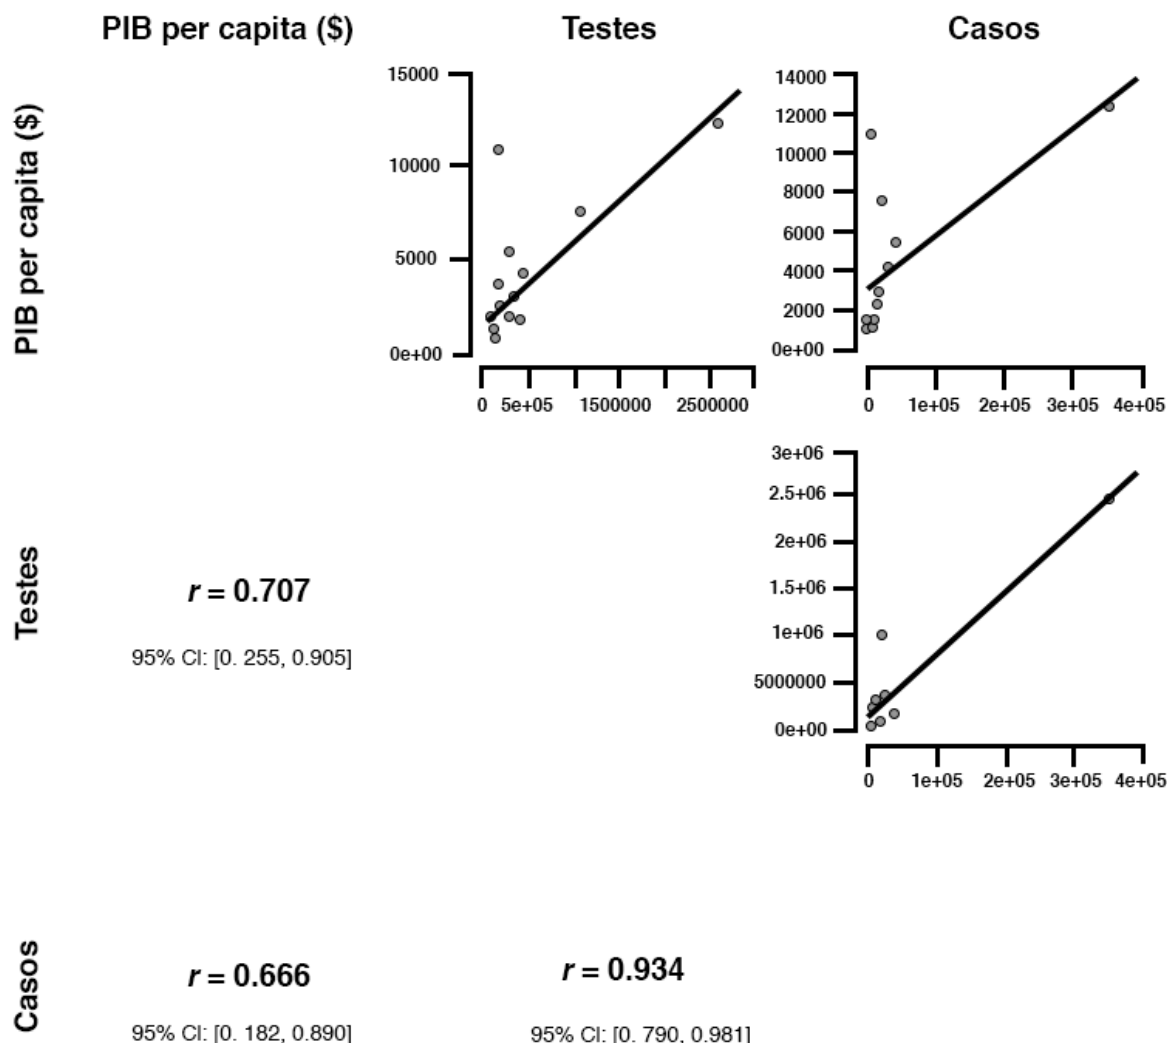 PIB per capita ($)
Testes
Casos
PIB per capita ($)
15000
10000
5000
0e+00
0 5e+05 1500000 2500000
14000
12000
10000
8000
6000
4000
2000
0e+00
0 1e+05 2e+05 3e+05 4e+05
Testes
r = 0.707
95% CI: [0. 255, 0.905]
3e+06
2.5+06
2e+06
1.5+06
1e+06
5000000
0e+00
0 1e+05 2e+05 3e+05 4e+05
Casos
r = 0.666
95% CI: [0. 182, 0.890]
r = 0.934
95% CI: [0. 790, 0.981]